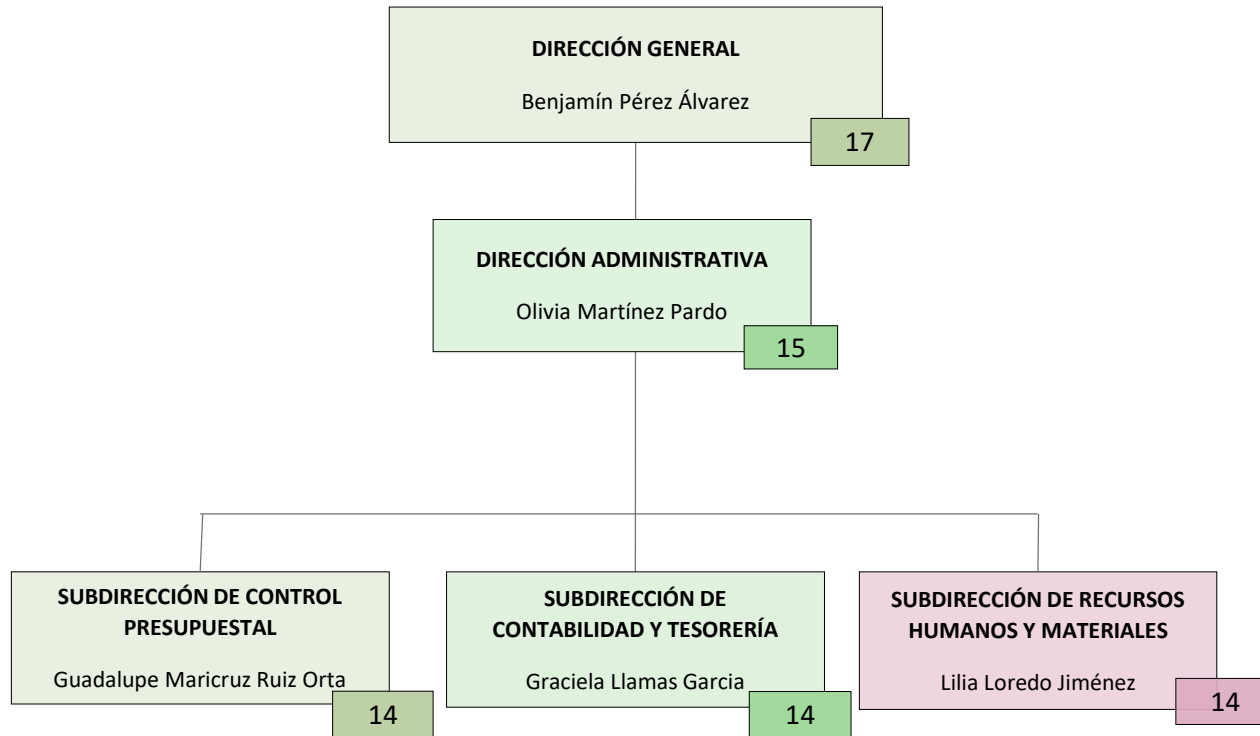 DIRECCIÓN GENERAL
Benjamín Pérez Álvarez
17
DIRECCIÓN ADMINISTRATIVA
Olivia Martínez Pardo
15
SUBDIRECCIÓN DE CONTROL
PRESUPUESTAL
Guadalupe Maricruz Ruiz Orta
14
SUBDIRECCIÓN DE
CONTABILIDAD Y TESORERÍA
Graciela Llamas Garcia
14
SUBDIRECCIÓN DE RECURSOS
HUMANOS Y MATERIALES
Lilia Loredo Jiménez
14